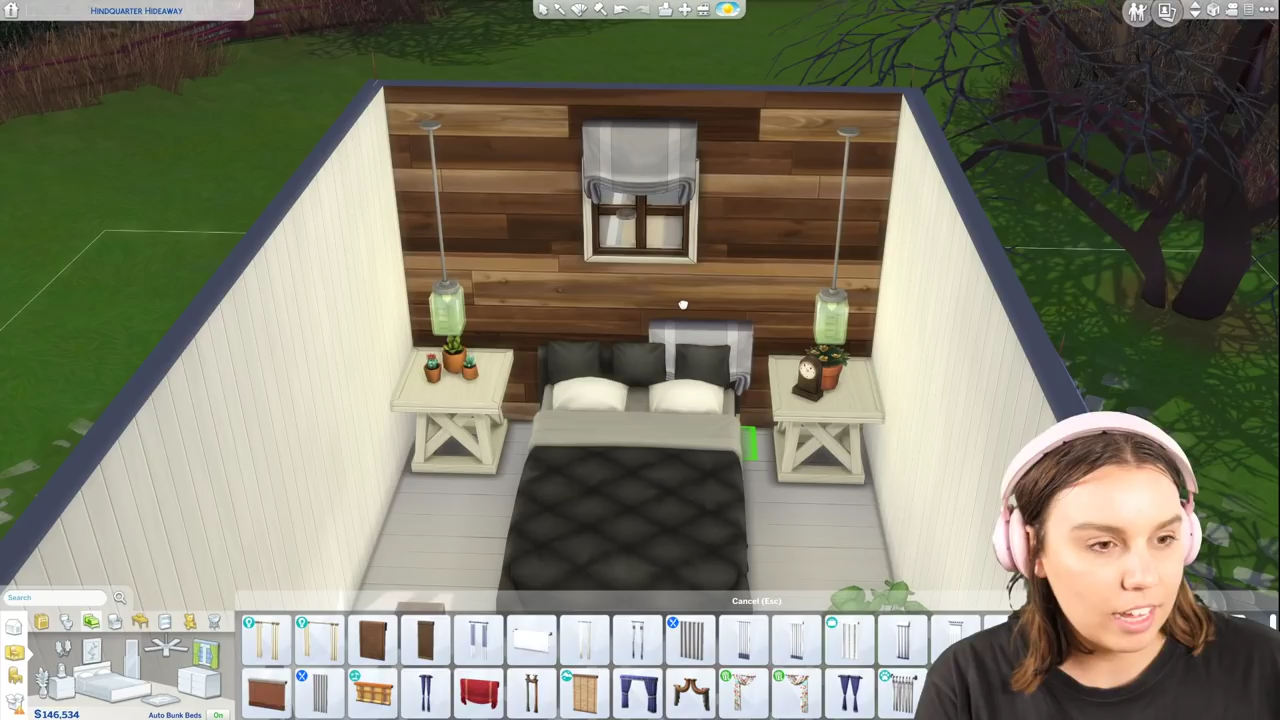 HINDQUARTER HIDEAWAY
Cancel (Esc)
Search
$146,534
Auto Bunk Beds On